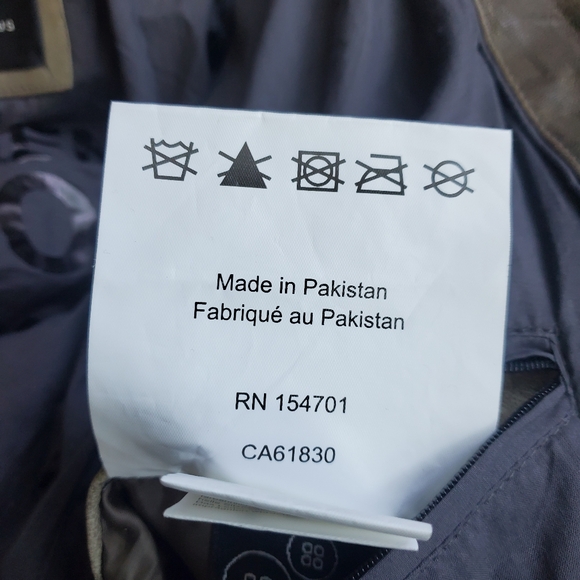 Made in Pakistan
Fabriqué au Pakistan
RN 154701
CA61830